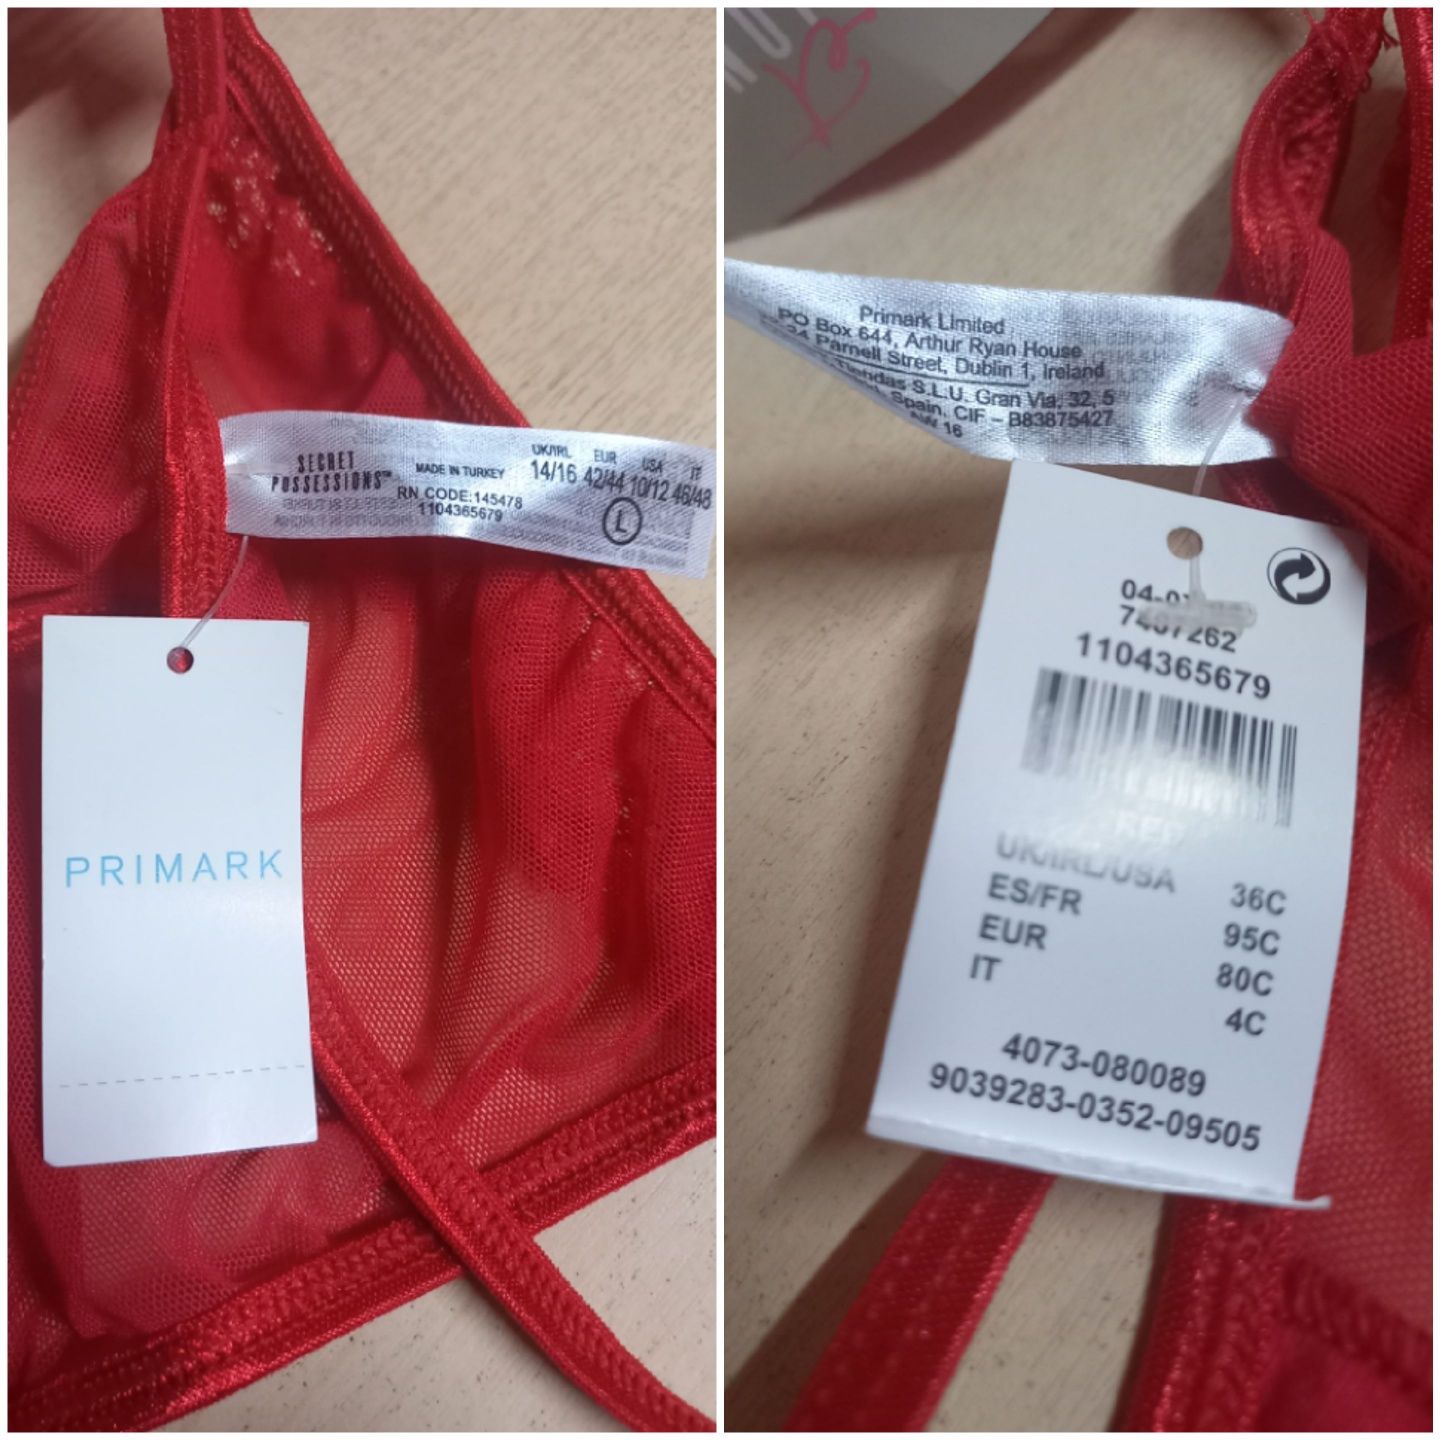 SECRET
POSSESSIONS™
MADE IN TURKEY
RN CODE:145478
1104365679
UK/IRL EUR USA IT
14/16 42/44 10/12 46/48
L
PRIMARK
Primark Limited
PO Box 644, Arthur Ryan House
Parnell Street, Dublin 1, Ireland
Tiendas S.L.U. Gran Via, 32, 5
Spain, CIF – B83875427
AW 16
1104365679
UK/IRL/USA 36C
ES/FR 95C
EUR 80C
IT 4C
4073-080089
9039283-0352-09505